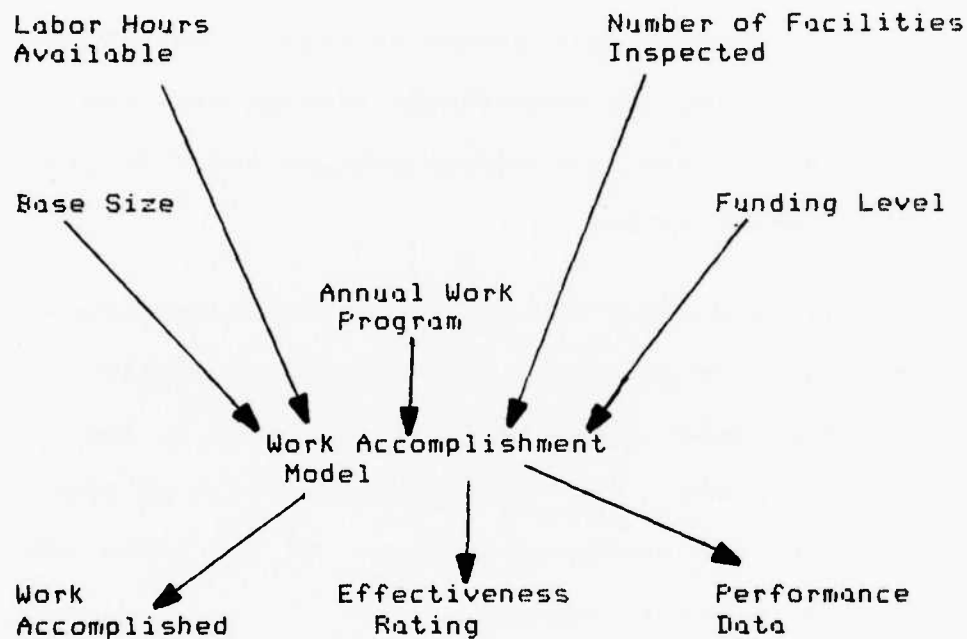 Labor Hours
Available
Number of Facilities
Inspected
Base Size
Funding Level
Annual Work
Program
Work Accomplishment
Model
Work
Accomplished
Effectiveness
Rating
Performance
Data